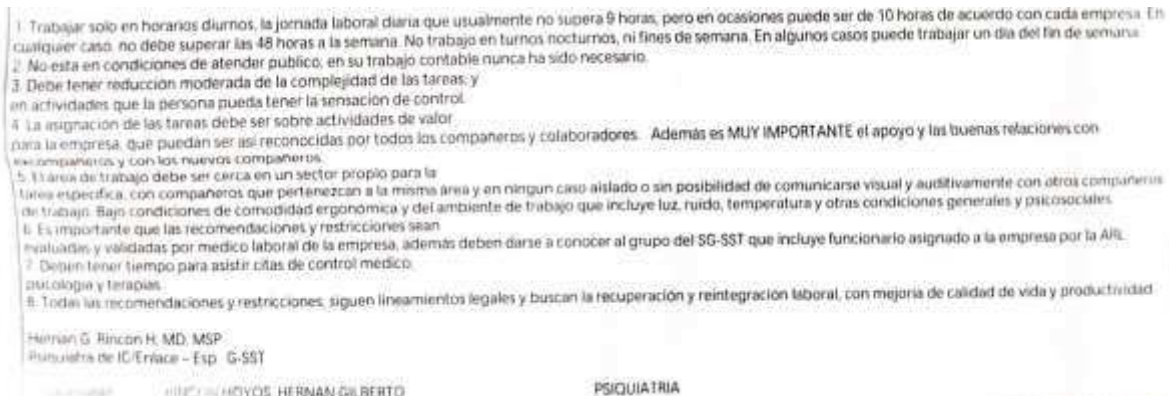 1. Trabajar solo en horarios diurnos, la jornada laboral diaria que usualmente no supera 9 horas, pero en ocasiones puede ser de 10 horas de acuerdo con cada empresa. En
cualquier caso, no debe superar las 48 horas a la semana. No trabajo en turnos nocturnos, ni fines de semana. En algunos casos puede trabajar un dia del fin de semana
2. No esta en condiciones de atender publico, en su trabajo contable nunca ha sido necesario.
3. Debe tener reducción moderada de la complejidad de las tareas; y
en actividades que la persona pueda tener la sensación de control.
4. La asignación de las tareas debe ser sobre actividades de valor
para la empresa, que puedan ser asi reconocidas por todos los compañeros y colaboradores. Además es MUY IMPORTANTE el apoyo y las buenas relaciones con
compañeros y con los nuevos compañeros.
5. El area de trabajo debe ser cerca en un sector propio para la
tarea especifica, con compañeros que pertenezcan a la misma area y en ningun caso aislado o sin posibilidad de comunicarse visual y auditivamente con otros compañeros
de trabajo. Bajo condiciones de comodidad ergonómica y del ambiente de trabajo que incluye luz, ruido, temperatura y otras condiciones generales y psicosociales
6. Es importante que las recomendaciones y restricciones sean
evaluadas y validadas por medico laboral de la empresa, además deben darse a conocer al grupo del SG-SST que incluye funcionario asignado a la empresa por la ARL
7. Deben tener tiempo para asistir citas de control médico,
psicologia y terapias
8. Todas las recomendaciones y restricciones, siguen lineamientos legales y buscan la recuperación y reintegración laboral, con mejoria de calidad de vida y productividad
Hernan G. Rincon H. MD. MSP
Psiquiatra de IC/Enlace – Esp. G-SST
RINCON HOYOS, HERNAN GILBERTO PSIQUIATRIA